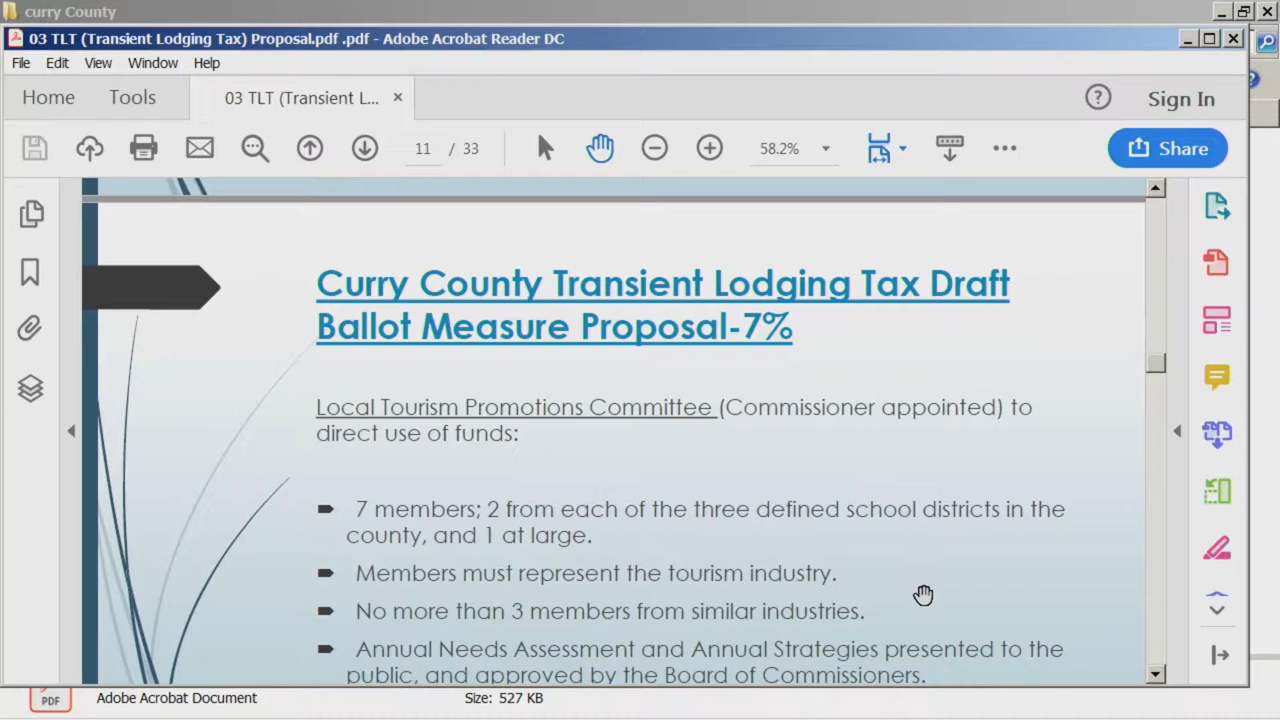 curry County
03 TLT (Transient Lodging Tax) Proposal.pdf .pdf - Adobe Acrobat Reader DC
File Edit View Window Help
Home Tools 03 TLT (Transient L... Sign In
11 / 33 58.2% Share
Curry County Transient Lodging Tax Draft
Ballot Measure Proposal-7%
Local Tourism Promotions Committee (Commissioner appointed) to
direct use of funds:
7 members; 2 from each of the three defined school districts in the
county, and 1 at large.
Members must represent the tourism industry.
No more than 3 members from similar industries.
Annual Needs Assessment and Annual Strategies presented to the
public, and approved by the Board of Commissioners.
PDF Adobe Acrobat Document Size: 527 KB